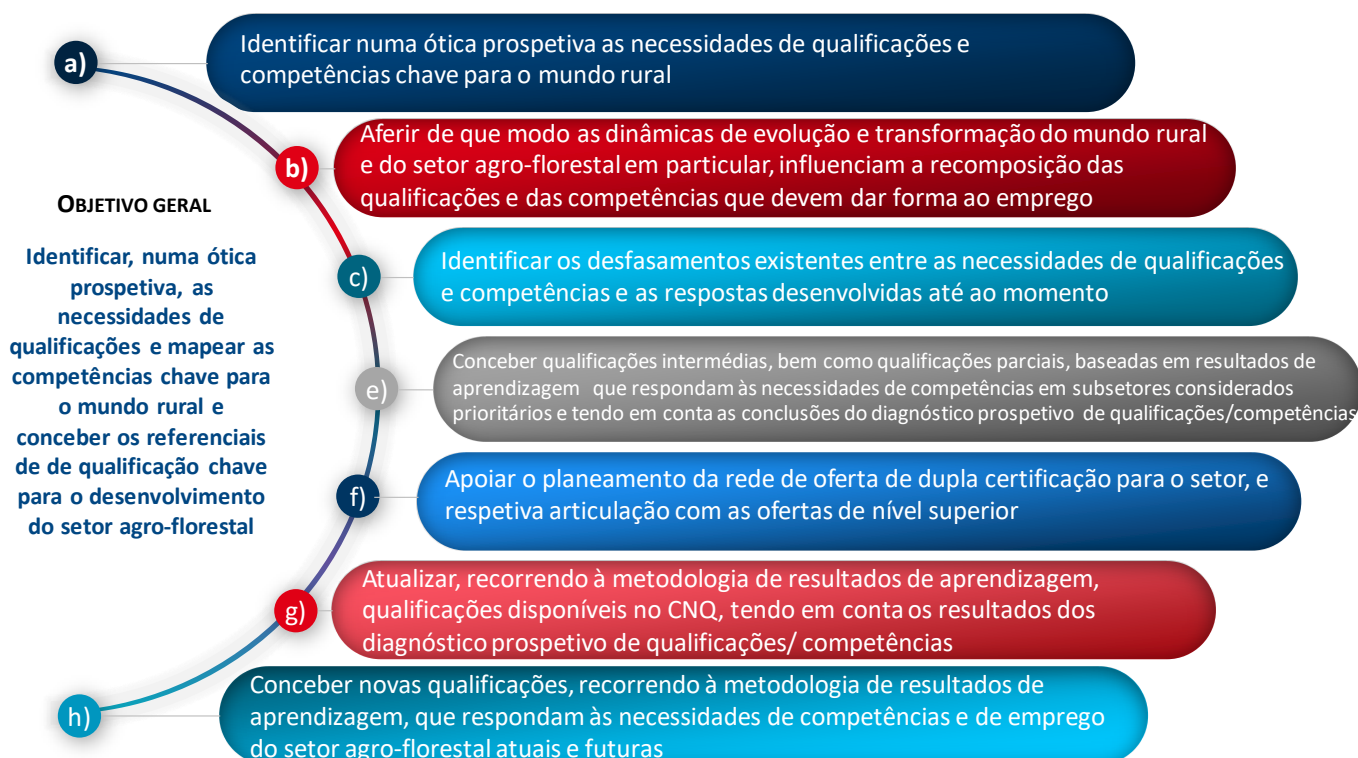 a)
Identificar numa ótica prospetiva as necessidades de qualificações e
competências chave para o mundo rural
b)
Aferir de que modo as dinâmicas de evolução e transformação do mundo rural
e do setor agro-florestal em particular, influenciam a recomposição das
qualificações e das competências que devem dar forma ao emprego
OBJETIVO GERAL
Identificar, numa ótica
prospetiva, as
necessidades de
qualificações e mapear as
competências chave para
o mundo rural e
conceber os referenciais
de de qualificação chave
para o desenvolvimento
do setor agro-florestal
c)
Identificar os desfasamentos existentes entre as necessidades de qualificações
e competências e as respostas desenvolvidas até ao momento
e)
Conceber qualificações intermédias, bem como qualificações parciais, baseadas em resultados de
aprendizagem que respondam às necessidades de competências em subsetores considerados
prioritários e tendo em conta as conclusões do diagnóstico prospetivo de qualificações/competências
f)
Apoiar o planeamento da rede de oferta de dupla certificação para o setor, e
respetiva articulação com as ofertas de nível superior
g)
Atualizar, recorrendo à metodologia de resultados de aprendizagem,
qualificações disponíveis no CNQ, tendo em conta os resultados dos
diagnóstico prospetivo de qualificações/ competências
h)
Conceber novas qualificações, recorrendo à metodologia de resultados de
aprendizagem, que respondam às necessidades de competências e de emprego
do setor agro-florestal atuais e futuras